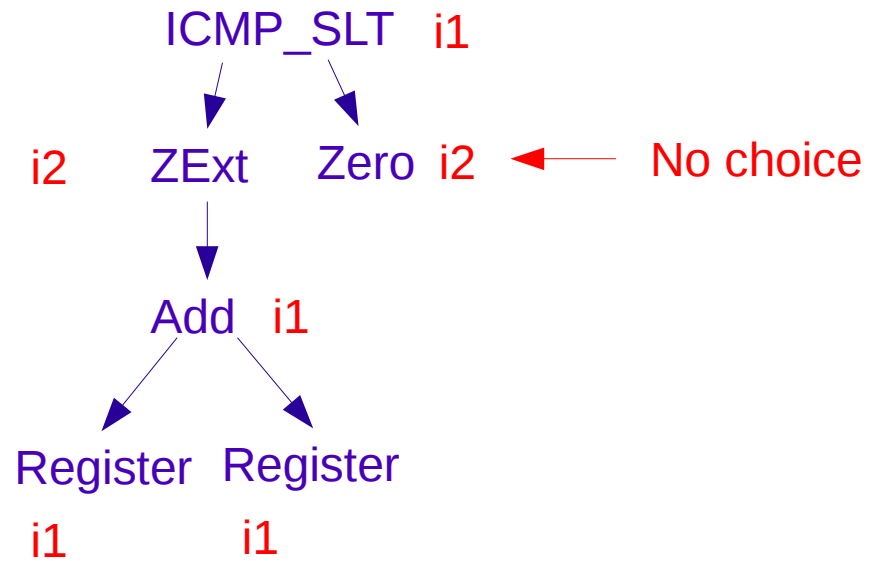 ICMP_SLT i1
i2 ZExt Zero i2 No choice
Add i1
Register Register
i1 i1